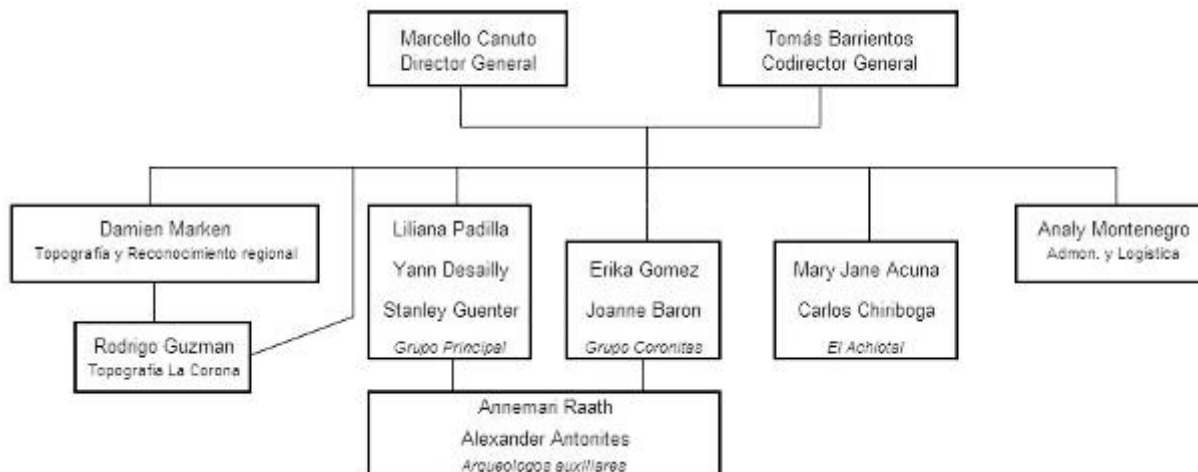 Marcello Canuto
Director General
Tomás Barrientos
Codirector General
Damien Marken
Topografía y Reconocimiento regional
Rodrigo Guzman
Topografia La Corona
Liliana Padilla
Yann Desailly
Stanley Guenter
Grupo Principal
Erika Gomez
Joanne Baron
Grupo Coronitas
Mary Jane Acuna
Carlos Chiriboga
El Achiotal
Analy Montenegro
Admon. y Logística
Annemari Raath
Alexander Antonites
Arqueologos auxiliares